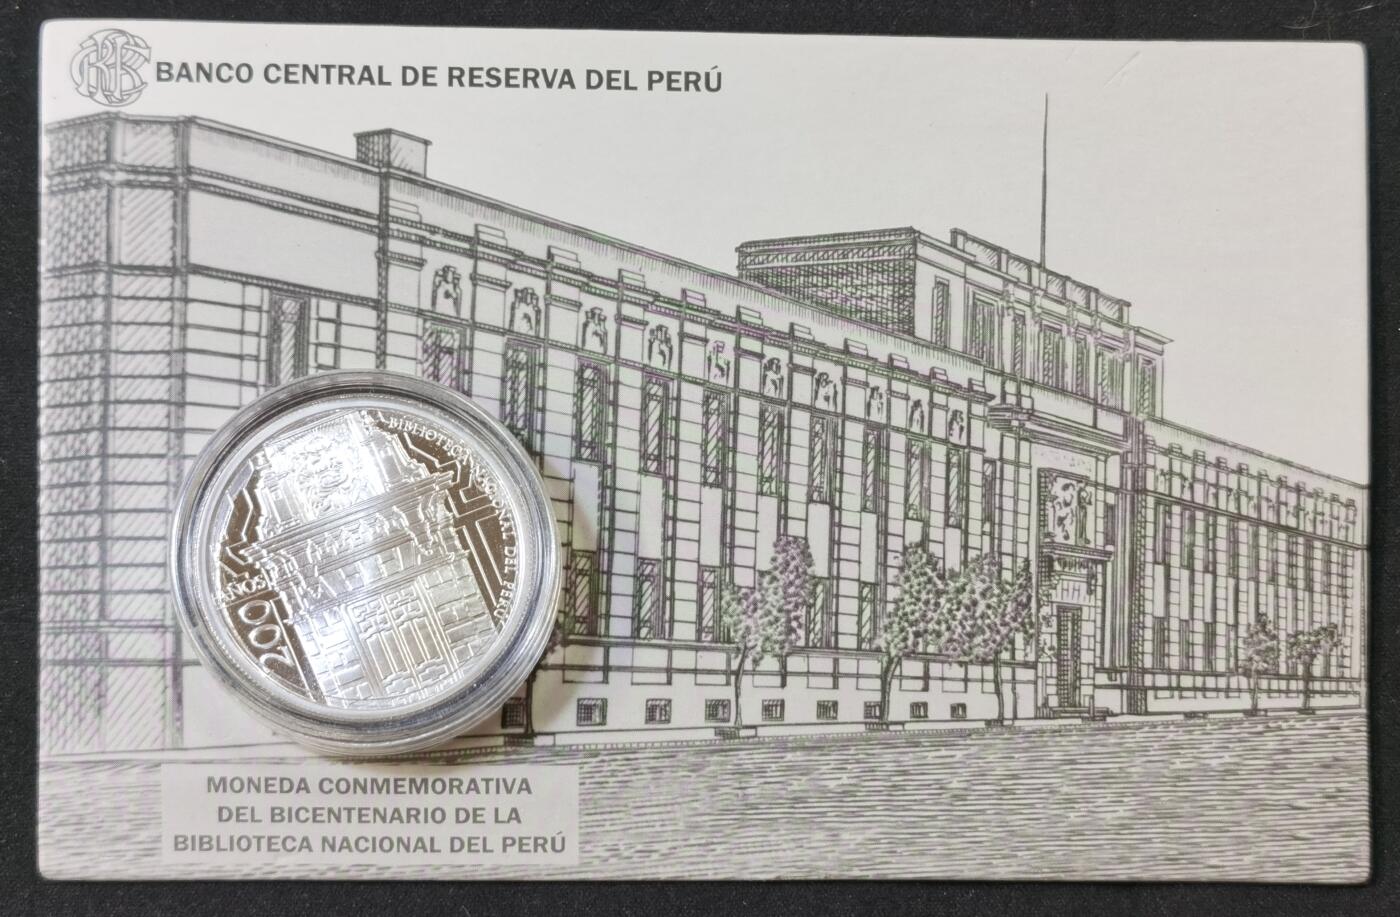 BANCO CENTRAL DE RESERVA DEL PERÚ
BIBLIOTECA NACIONAL DEL PERÚ
200
AÑOS
MONEDA CONMEMORATIVA
DEL BICENTENARIO DE LA
BIBLIOTECA NACIONAL DEL PERÚ